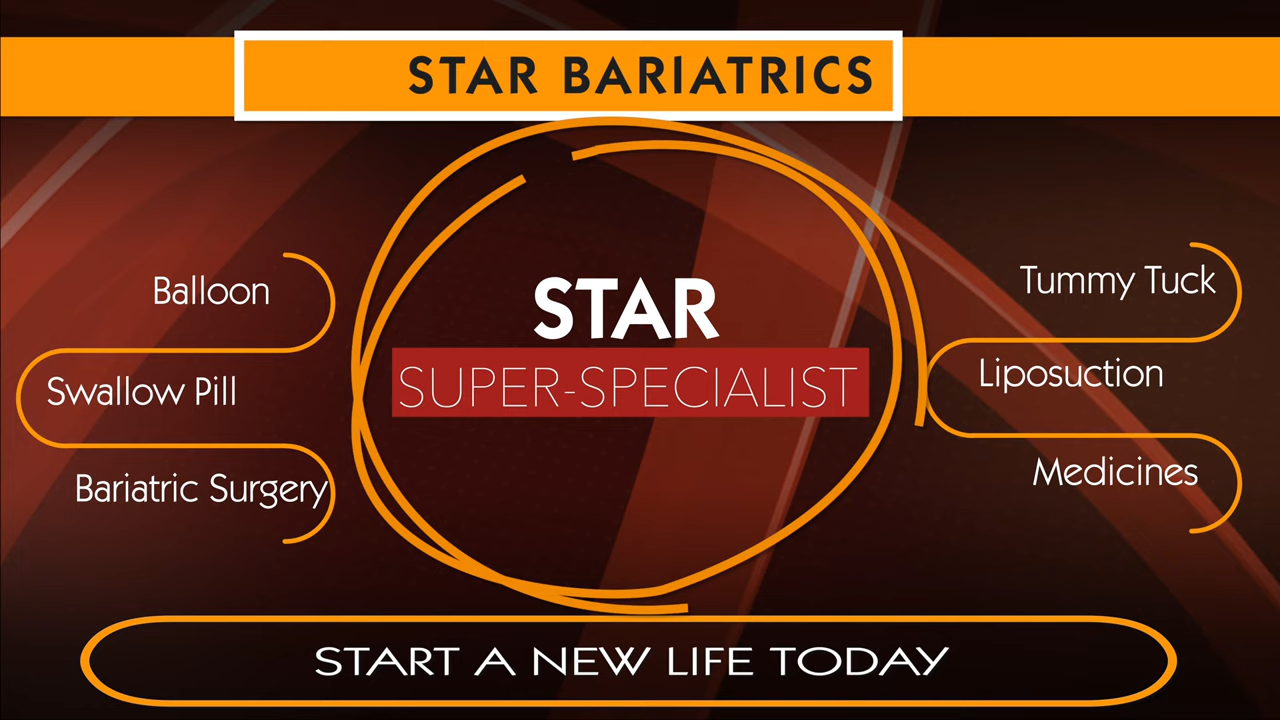 STAR BARIATRICS
STAR
SUPER-SPECIALIST
Balloon
Swallow Pill
Bariatric Surgery
Tummy Tuck
Liposuction
Medicines
START A NEW LIFE TODAY